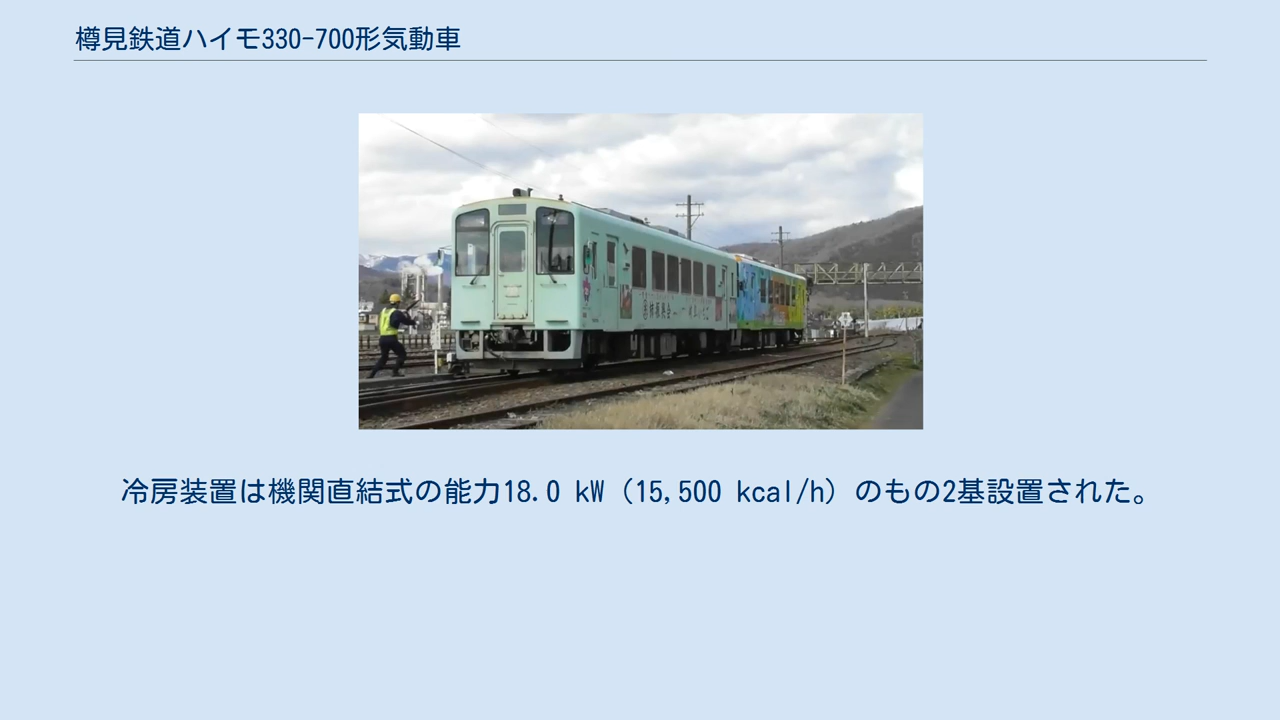 樽見鉄道ハイモ330-700形気動車
冷房装置は機関直結式の能力18.0 kW（15,500 kcal/h）のもの2基設置された。